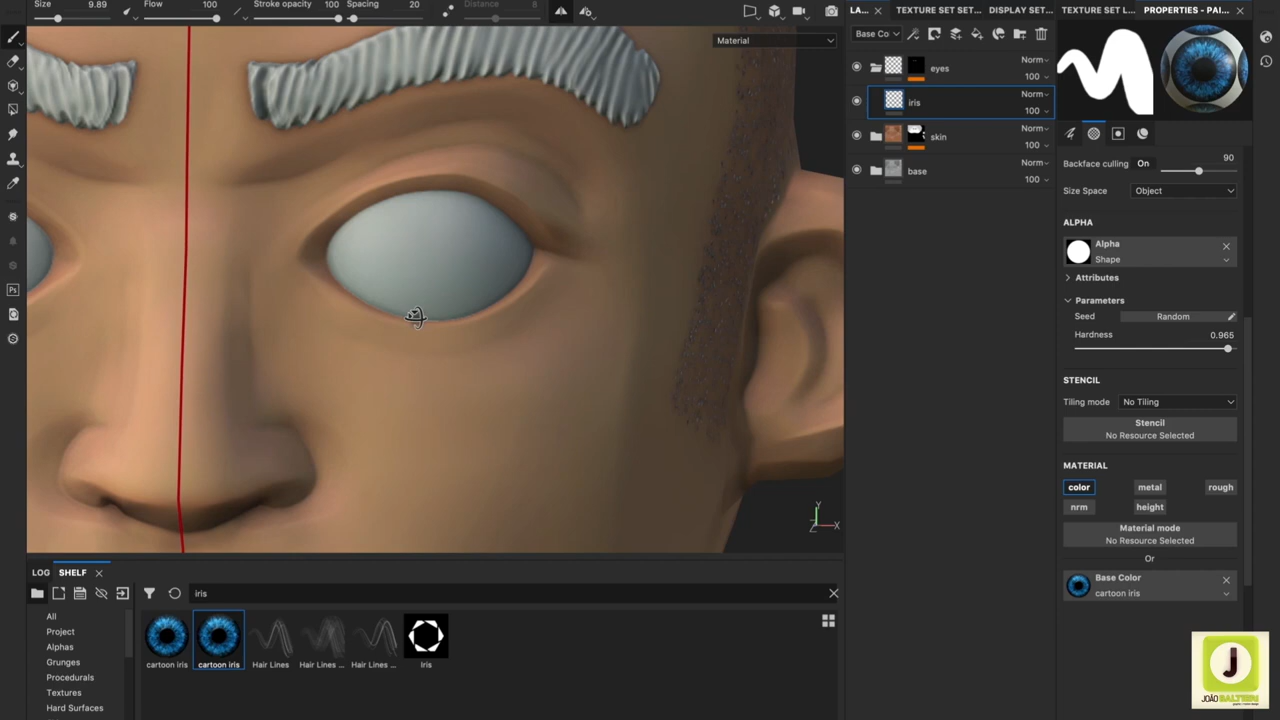 Size 9.89 Flow 100 Stroke opacity 100 Spacing 20 Distance 8
LA... TEXTURE SET SET... DISPLAY SET...
TEXTURE SET L... PROPERTIES - PAI...
Material
Base Co
eyes Norm 100
iris Norm 100
skin Norm 100
base Norm 100
Backface culling On 90
Size Space Object
ALPHA
Alpha
Shape
Attributes
Parameters
Seed Random
Hardness 0.965
STENCIL
Tiling mode No Tiling
Stencil
No Resource Selected
MATERIAL
color metal rough
nrm height
Material mode
No Resource Selected
Or
Base Color
cartoon iris
Ps
Y
X
Z
LOG SHELF
iris
All
Project
Alphas
Grunges
Procedurals
Textures
Hard Surfaces
cartoon iris cartoon iris Hair Lines Hair Lines ... Hair Lines ... Iris
J
JOÃO BALTIERI